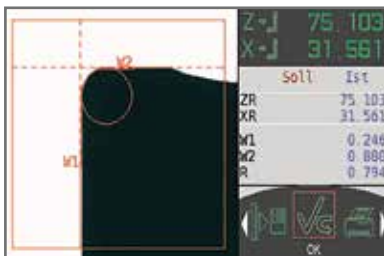 W2
W1
Z 75.103
X 31.561
Soll Ist
ZR 75.103
XR 31.561
W1 0.246
W2 0.880
R 0.794
OK